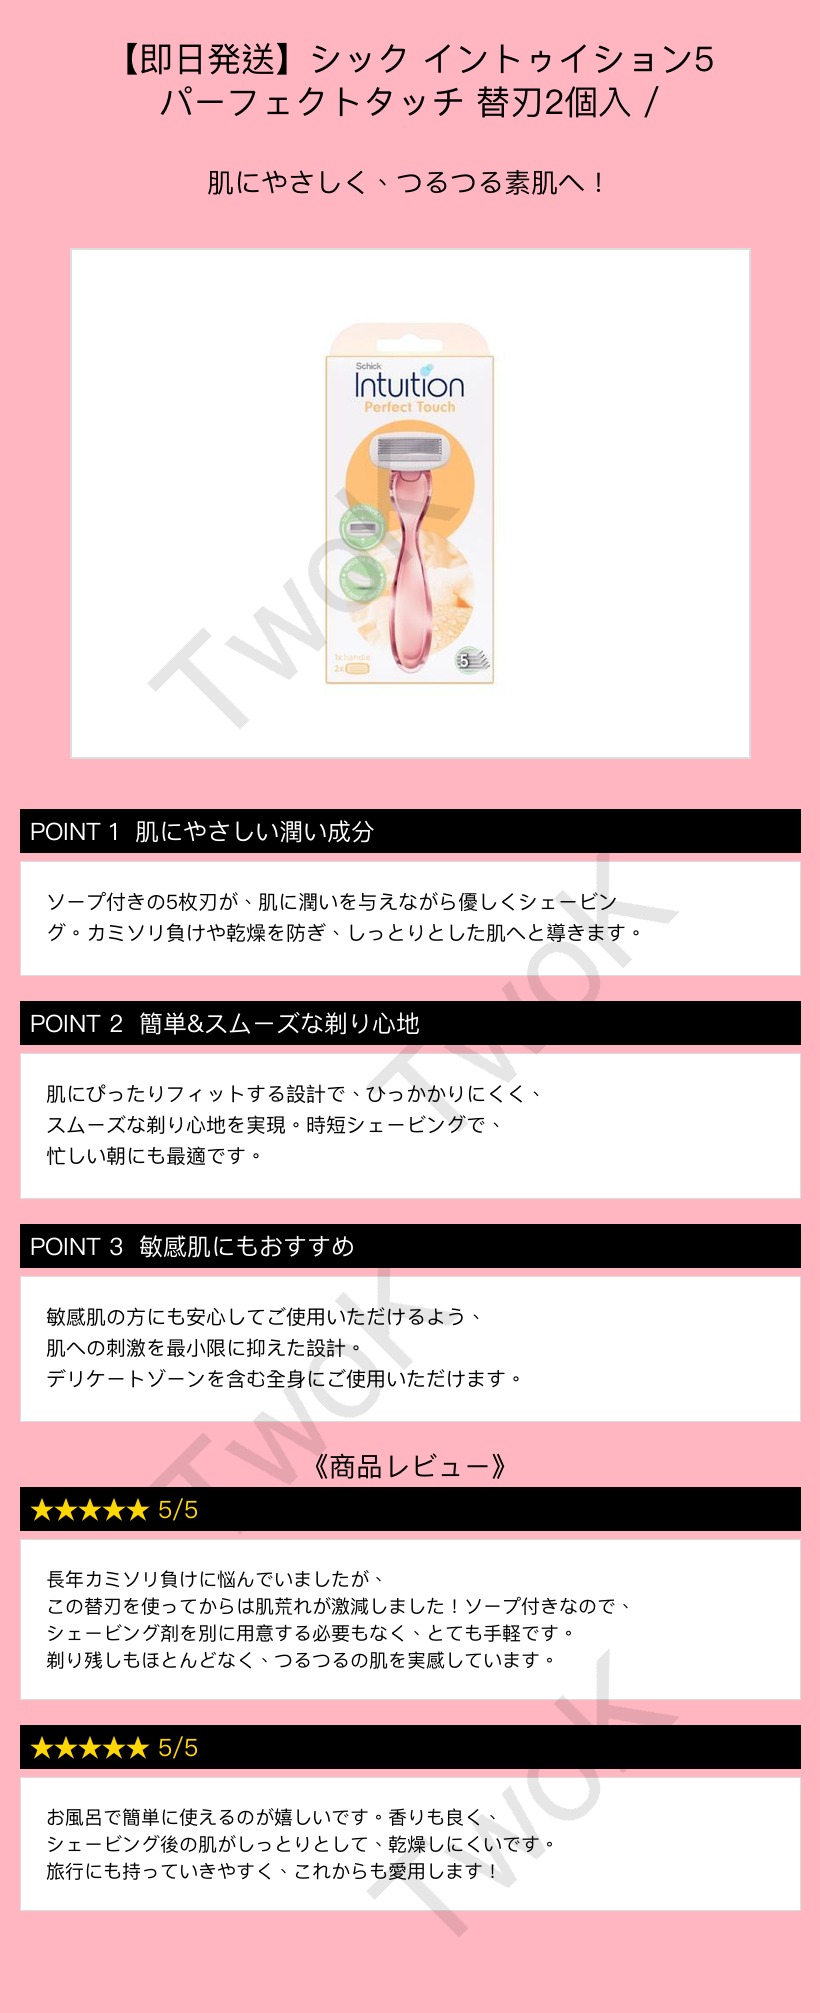 【即日発送】シック イントゥイション5
パーフェクトタッチ 替刃2個入 /
肌にやさしく、つるつる素肌へ！
Schick
Intuition
Perfect Touch
1x handle
2x
5
POINT 1 肌にやさしい潤い成分
ソープ付きの5枚刃が、肌に潤いを与えながら優しくシェービン
グ。カミソリ負けや乾燥を防ぎ、しっとりとした肌へと導きます。
POINT 2 簡単&スムーズな剃り心地
肌にぴったりフィットする設計で、ひっかかりにくく、
スムーズな剃り心地を実現。時短シェービングで、
忙しい朝にも最適です。
POINT 3 敏感肌にもおすすめ
敏感肌の方にも安心してご使用いただけるよう、
肌への刺激を最小限に抑えた設計。
デリケートゾーンを含む全身にご使用いただけます。
《商品レビュー》
★★★★★ 5/5
長年カミソリ負けに悩んでいましたが、
この替刃を使ってからは肌荒れが激減しました！ソープ付きなので、
シェービング剤を別に用意する必要もなく、とても手軽です。
剃り残しもほとんどなく、つるつるの肌を実感しています。
★★★★★ 5/5
お風呂で簡単に使えるのが嬉しいです。香りも良く、
シェービング後の肌がしっとりとして、乾燥しにくいです。
旅行にも持っていきやすく、これからも愛用します！
TwoK
TwoK
TwoK
TwoK